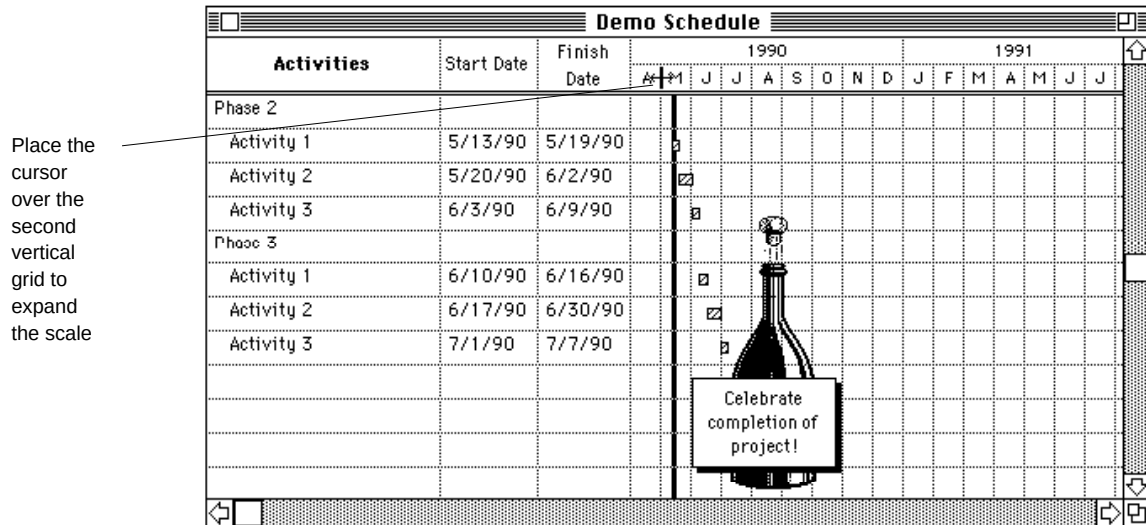 Demo Schedule
Activities Start Date Finish Date
1990 1991
A M J J A S O N D J F M A M J J
Phase 2
Activity 1 5/13/90 5/19/90
Activity 2 5/20/90 6/2/90
Activity 3 6/3/90 6/9/90
Phase 3
Activity 1 6/10/90 6/16/90
Activity 2 6/17/90 6/30/90
Activity 3 7/1/90 7/7/90
Celebrate
completion of
project!
Place the
cursor
over the
second
vertical
grid to
expand
the scale